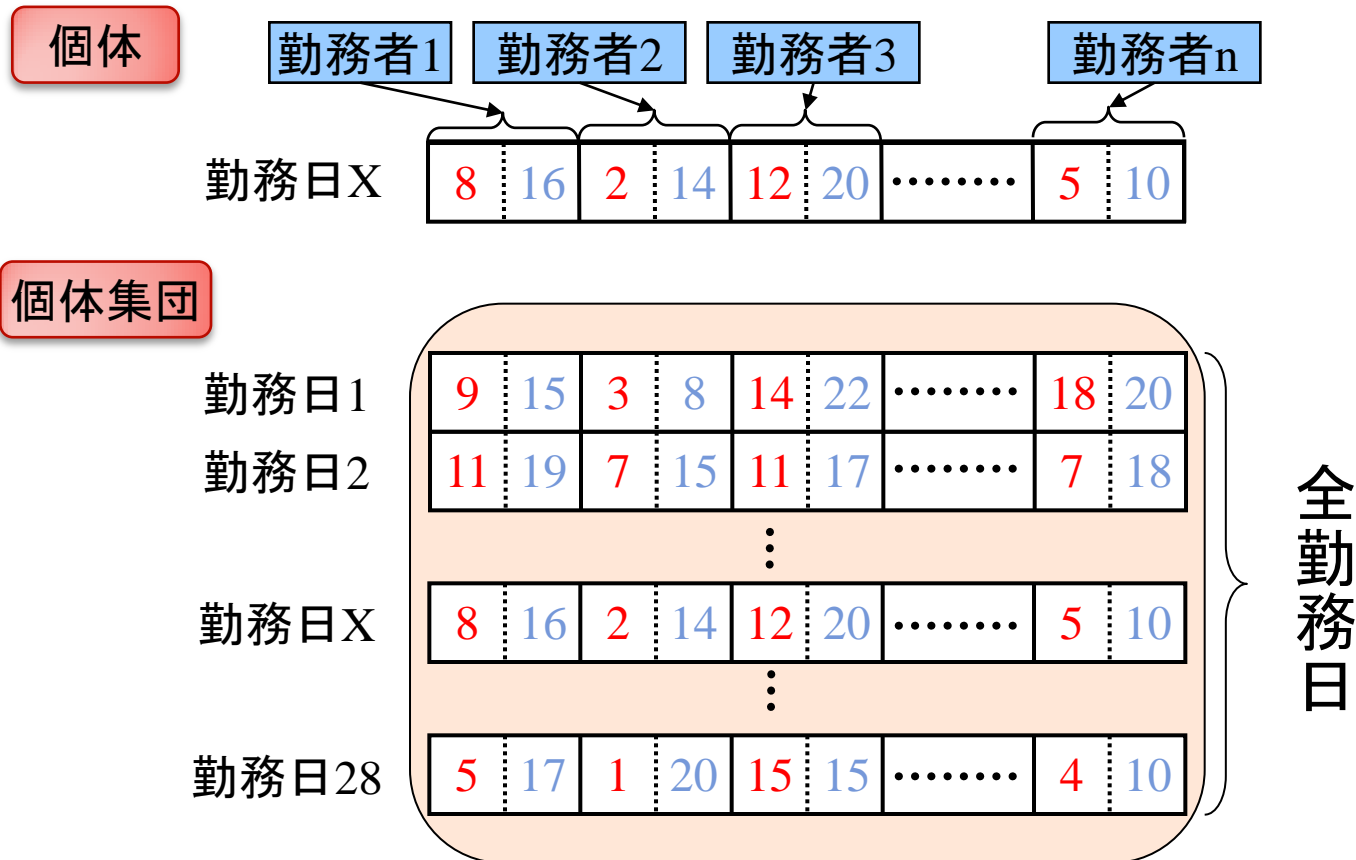 個体
勤務者1 勤務者2 勤務者3 勤務者n
勤務日X 8 16 2 14 12 20 ⋯⋯⋯ 5 10
個体集団
勤務日1 9 15 3 8 14 22 ⋯⋯⋯ 18 20
勤務日2 11 19 7 15 11 17 ⋯⋯⋯ 7 18
⋮
勤務日X 8 16 2 14 12 20 ⋯⋯⋯ 5 10
⋮
勤務日28 5 17 1 20 15 15 ⋯⋯⋯ 4 10
全勤務日